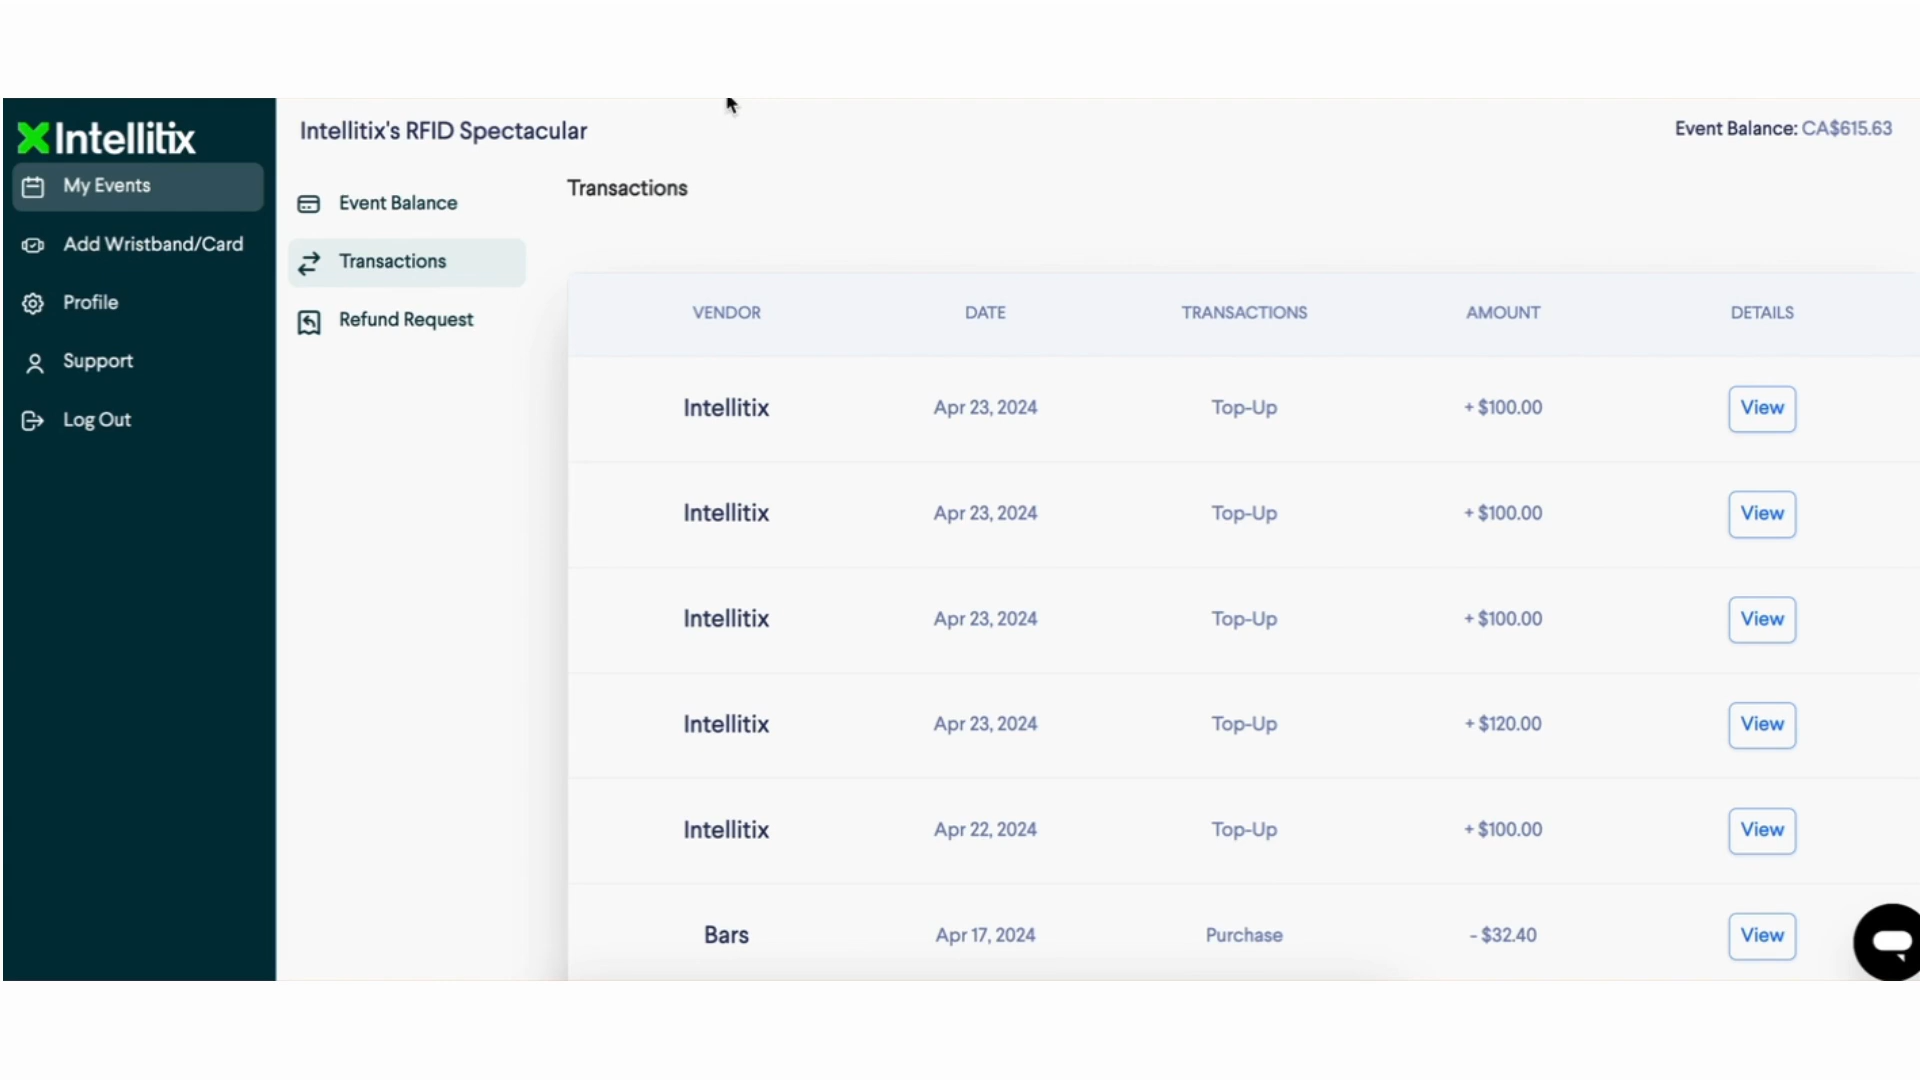 Intellitix
My Events
Add Wristband/Card
Profile
Support
Log Out
Intellitix's RFID Spectacular
Event Balance: CA$615.63
Event Balance
Transactions
Refund Request
Transactions
VENDOR DATE TRANSACTIONS AMOUNT DETAILS
Intellitix Apr 23, 2024 Top-Up + $100.00 View
Intellitix Apr 23, 2024 Top-Up + $100.00 View
Intellitix Apr 23, 2024 Top-Up + $100.00 View
Intellitix Apr 23, 2024 Top-Up + $120.00 View
Intellitix Apr 22, 2024 Top-Up + $100.00 View
Bars Apr 17, 2024 Purchase - $32.40 View